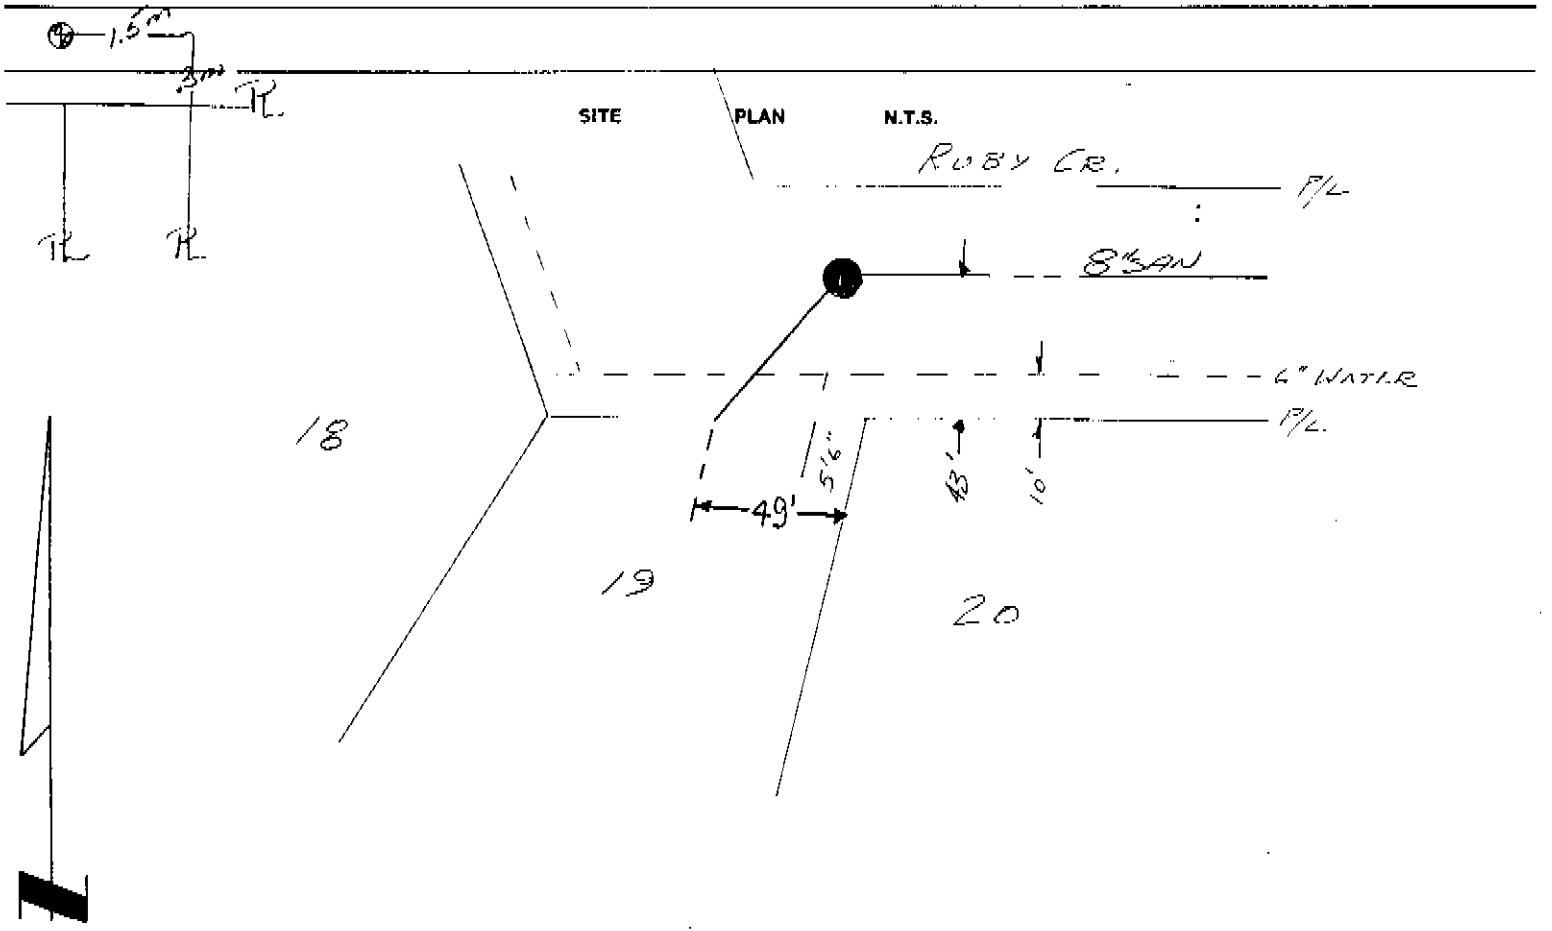 1.5m
.3m
PL
SITE PLAN N.T.S.
RUBY CR.
P/L
PL PL
8" SAN
6" WATER
P/L
18
5'6"
43'
10'
49'
19
20
N